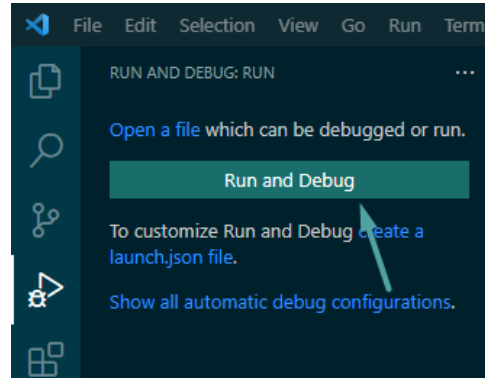 File Edit Selection View Go Run Term
RUN AND DEBUG: RUN ...
Open a file which can be debugged or run.
Run and Debug
To customize Run and Debug create a
launch.json file.
Show all automatic debug configurations.